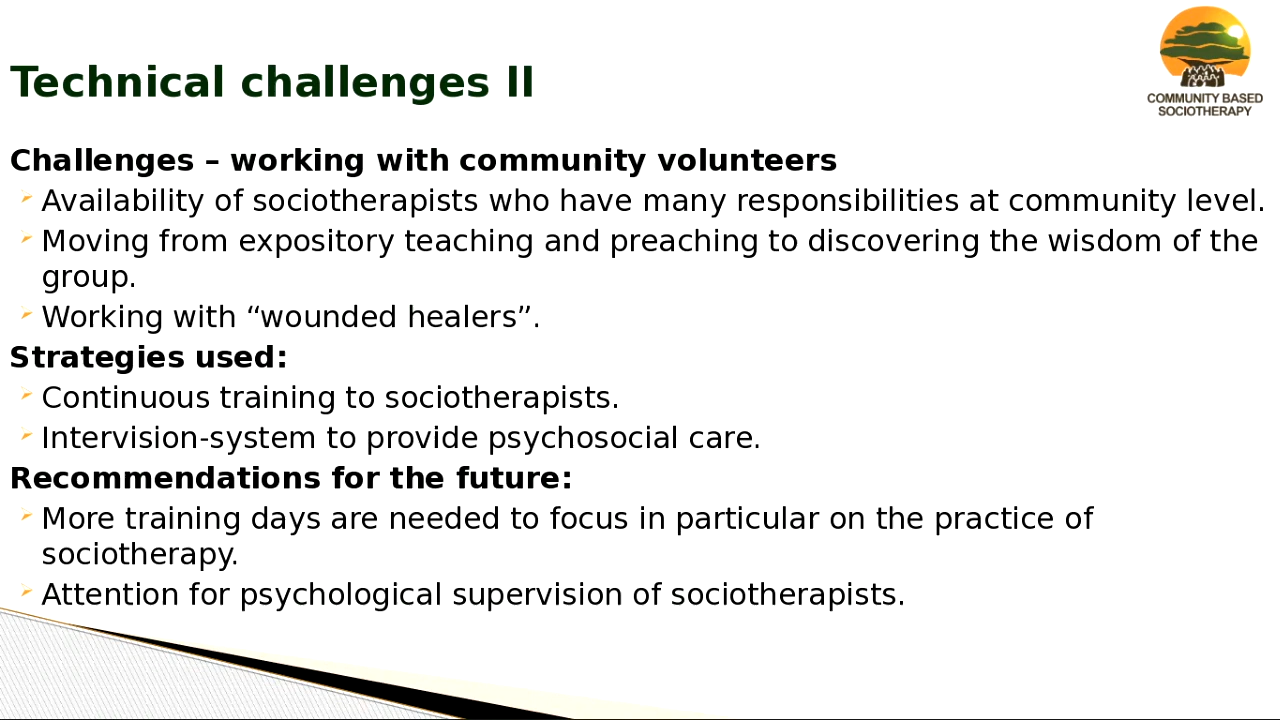 COMMUNITY BASED
SOCIOTHERAPY
Technical challenges II
Challenges – working with community volunteers
Availability of sociotherapists who have many responsibilities at community level.
Moving from expository teaching and preaching to discovering the wisdom of the
group.
Working with “wounded healers”.
Strategies used:
Continuous training to sociotherapists.
Intervision-system to provide psychosocial care.
Recommendations for the future:
More training days are needed to focus in particular on the practice of
sociotherapy.
Attention for psychological supervision of sociotherapists.